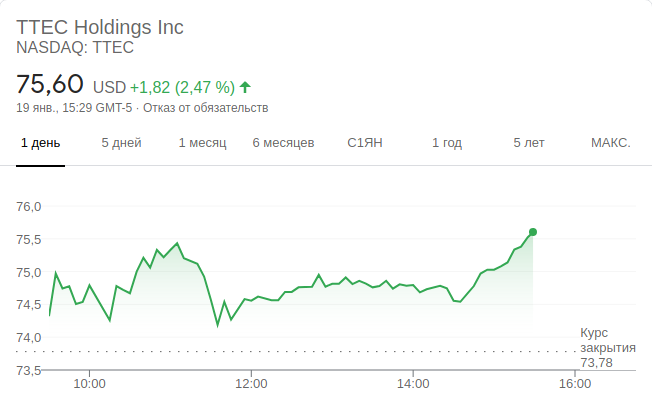 TTEC Holdings Inc
NASDAQ: TTEC
75,60 USD +1,82 (2,47 %)
19 янв., 15:29 GMT-5 · Отказ от обязательств
1 день 5 дней 1 месяц 6 месяцев С1ЯН 1 год 5 лет МАКС.
76,0
75,5
75,0
74,5
74,0
Курс
закрытия
73,78
73,5
10:00 12:00 14:00 16:00